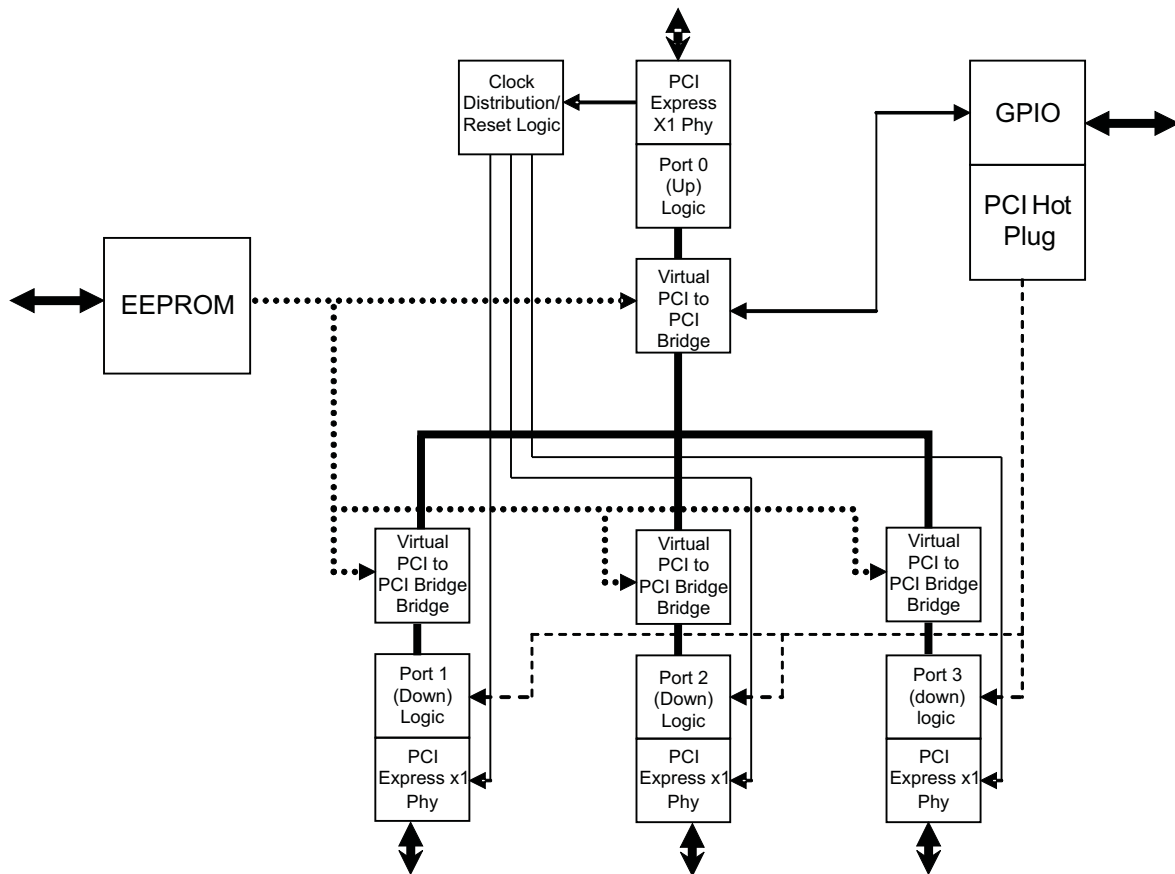 Clock
Distribution/
Reset Logic
PCI
Express
X1 Phy
Port 0
(Up)
Logic
GPIO
PCI Hot
Plug
EEPROM
Virtual
PCI to
PCI
Bridge
Virtual
PCI to
PCI Bridge
Bridge
Virtual
PCI to
PCI Bridge
Bridge
Virtual
PCI to
PCI Bridge
Bridge
Port 1
(Down)
Logic
Port 2
(Down)
Logic
Port 3
(down)
logic
PCI
Express x1
Phy
PCI
Express x1
Phy
PCI
Express x1
Phy